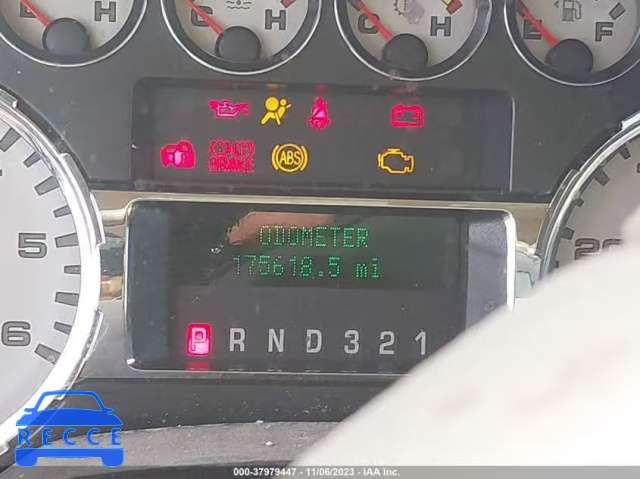 C H C H C H E F
BRAKE ABS
5
6
20
ODOMETER
175618.5 mi
P R N D 3 2 1
RECCE
000-37979447 - 11/06/2023 - IAA Inc.